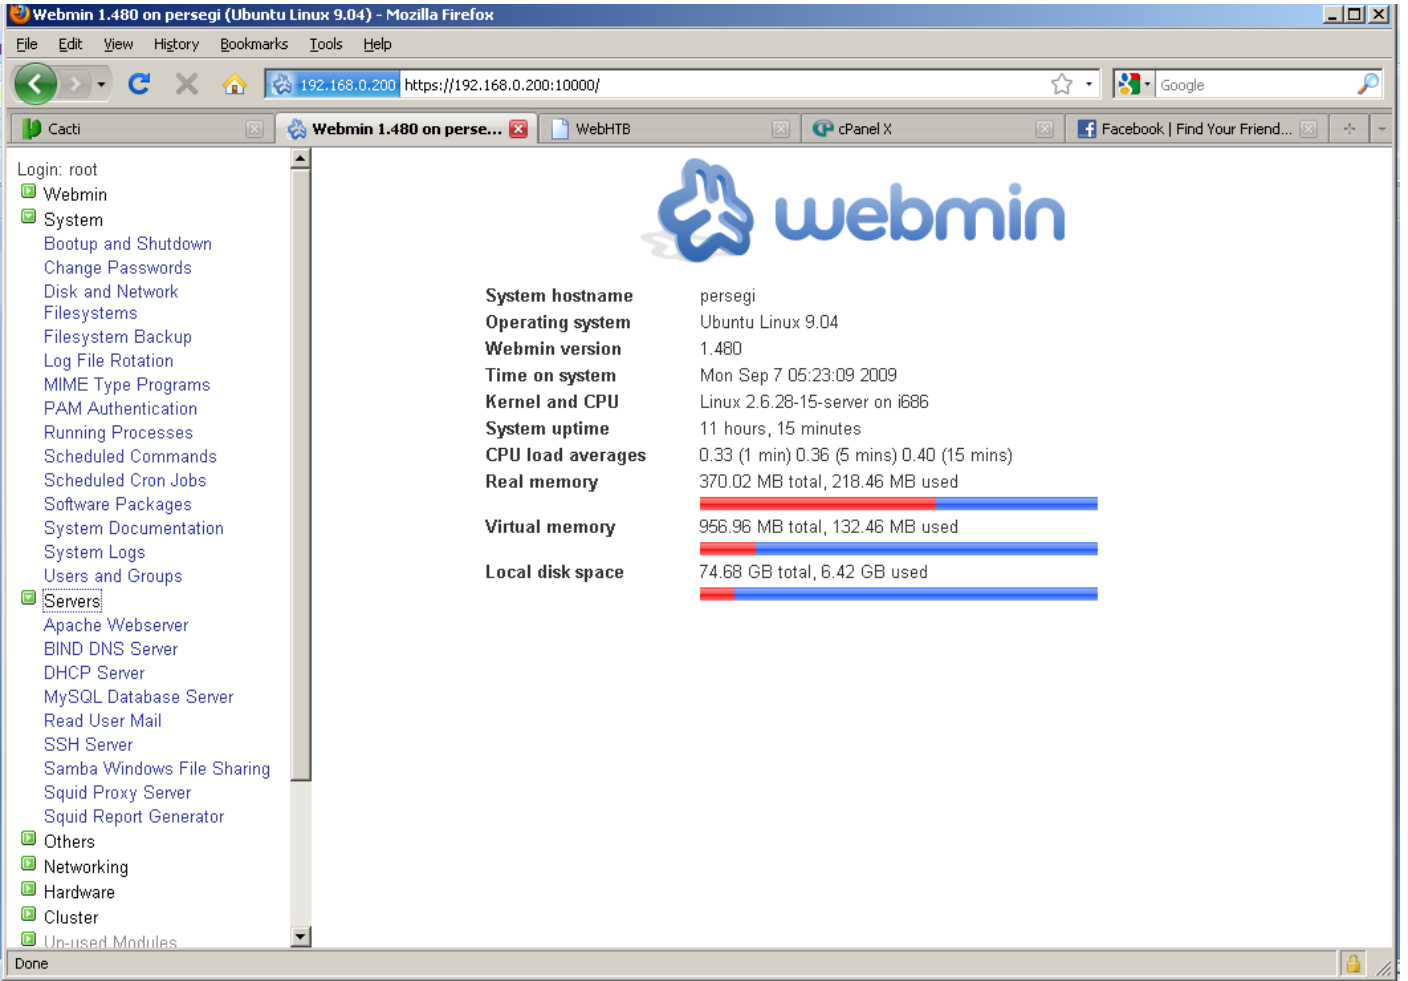 Webmin 1.480 on persegi (Ubuntu Linux 9.04) - Mozilla Firefox
File Edit View History Bookmarks Tools Help
192.168.0.200 https://192.168.0.200:10000/
Google
Cacti
Webmin 1.480 on perse...
WebHTB
cPanel X
Facebook | Find Your Friend...
Login: root
Webmin
System
Bootup and Shutdown
Change Passwords
Disk and Network
Filesystems
Filesystem Backup
Log File Rotation
MIME Type Programs
PAM Authentication
Running Processes
Scheduled Commands
Scheduled Cron Jobs
Software Packages
System Documentation
System Logs
Users and Groups
Servers
Apache Webserver
BIND DNS Server
DHCP Server
MySQL Database Server
Read User Mail
SSH Server
Samba Windows File Sharing
Squid Proxy Server
Squid Report Generator
Others
Networking
Hardware
Cluster
Un-used Modules
webmin
System hostname persegi
Operating system Ubuntu Linux 9.04
Webmin version 1.480
Time on system Mon Sep 7 05:23:09 2009
Kernel and CPU Linux 2.6.28-15-server on i686
System uptime 11 hours, 15 minutes
CPU load averages 0.33 (1 min) 0.36 (5 mins) 0.40 (15 mins)
Real memory 370.02 MB total, 218.46 MB used
Virtual memory 956.96 MB total, 132.46 MB used
Local disk space 74.68 GB total, 6.42 GB used
Done